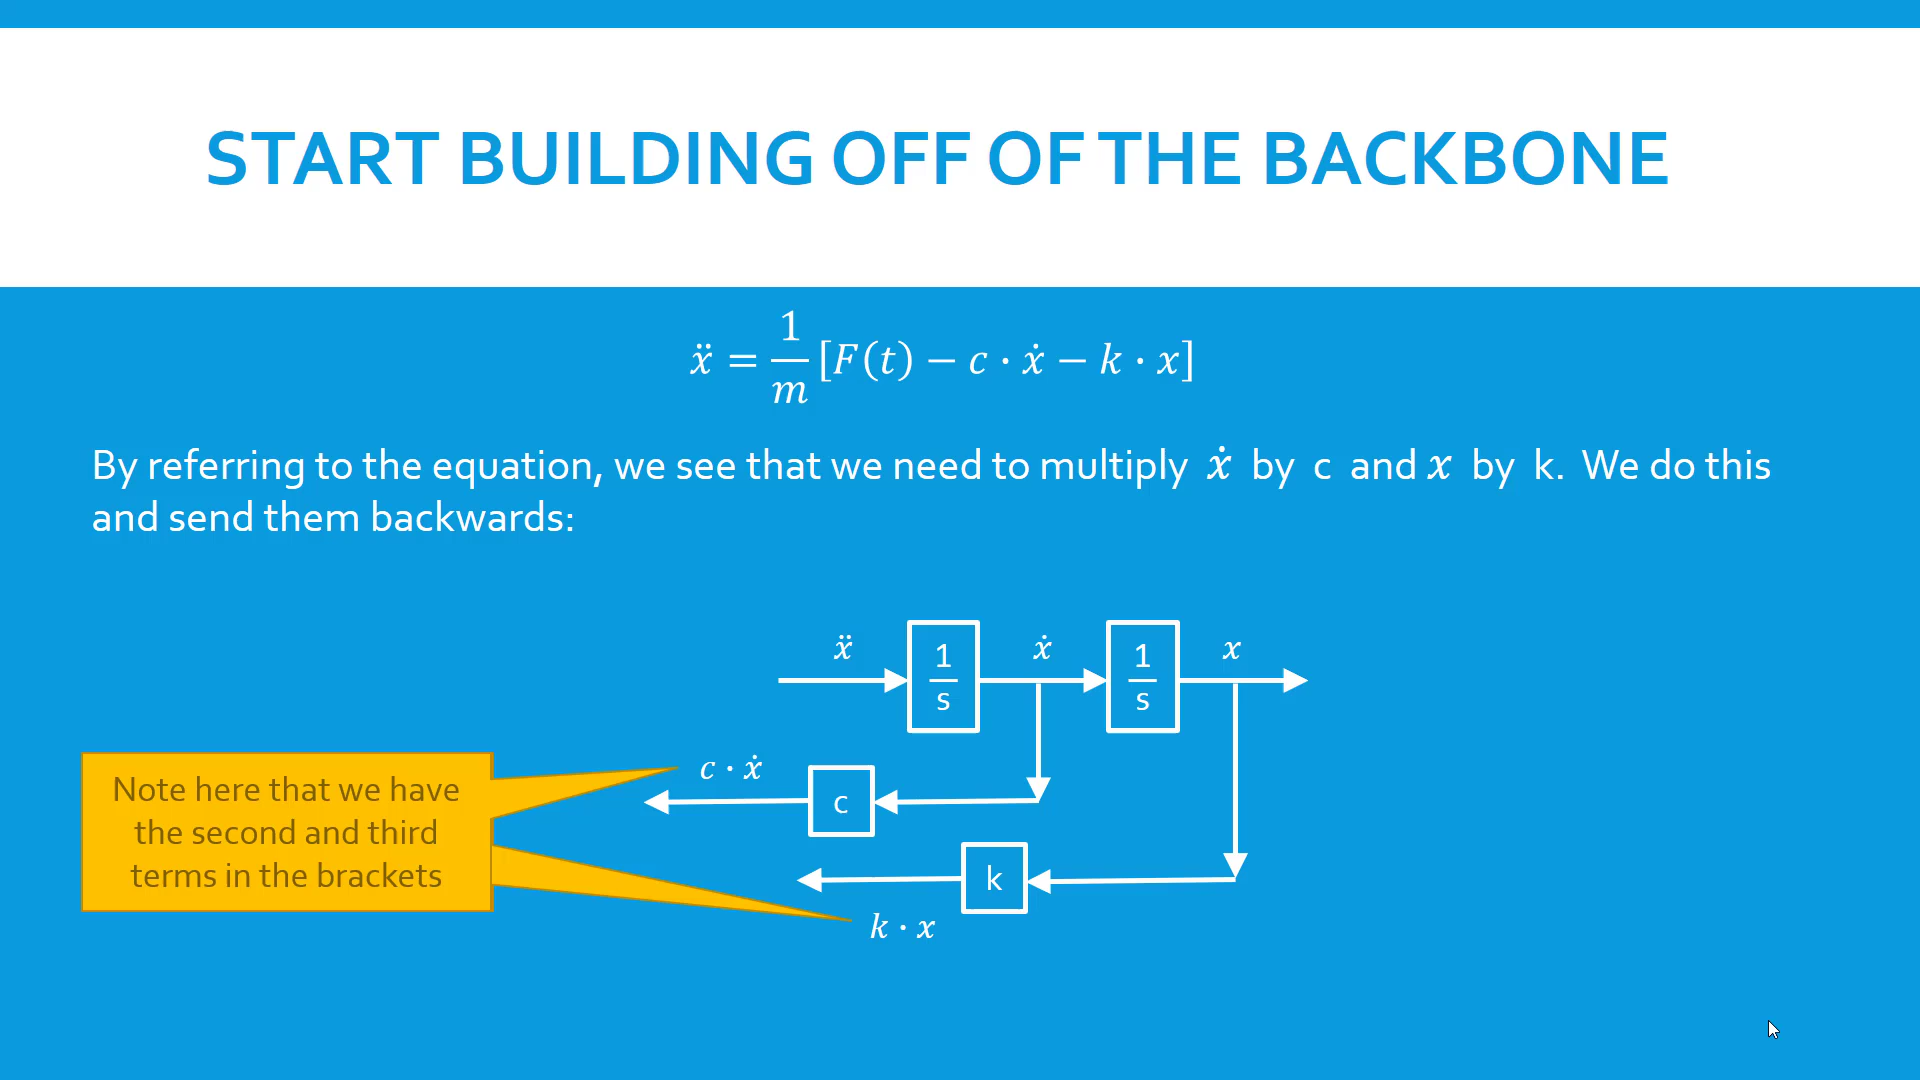 START BUILDING OFF OF THE BACKBONE
ẍ = 1/m [F(t) − c · ẋ − k · x]
By referring to the equation, we see that we need to multiply ẋ by c and x by k. We do this
and send them backwards:
ẍ 1/s ẋ 1/s x
c · ẋ c
Note here that we have
the second and third
terms in the brackets
k
k · x